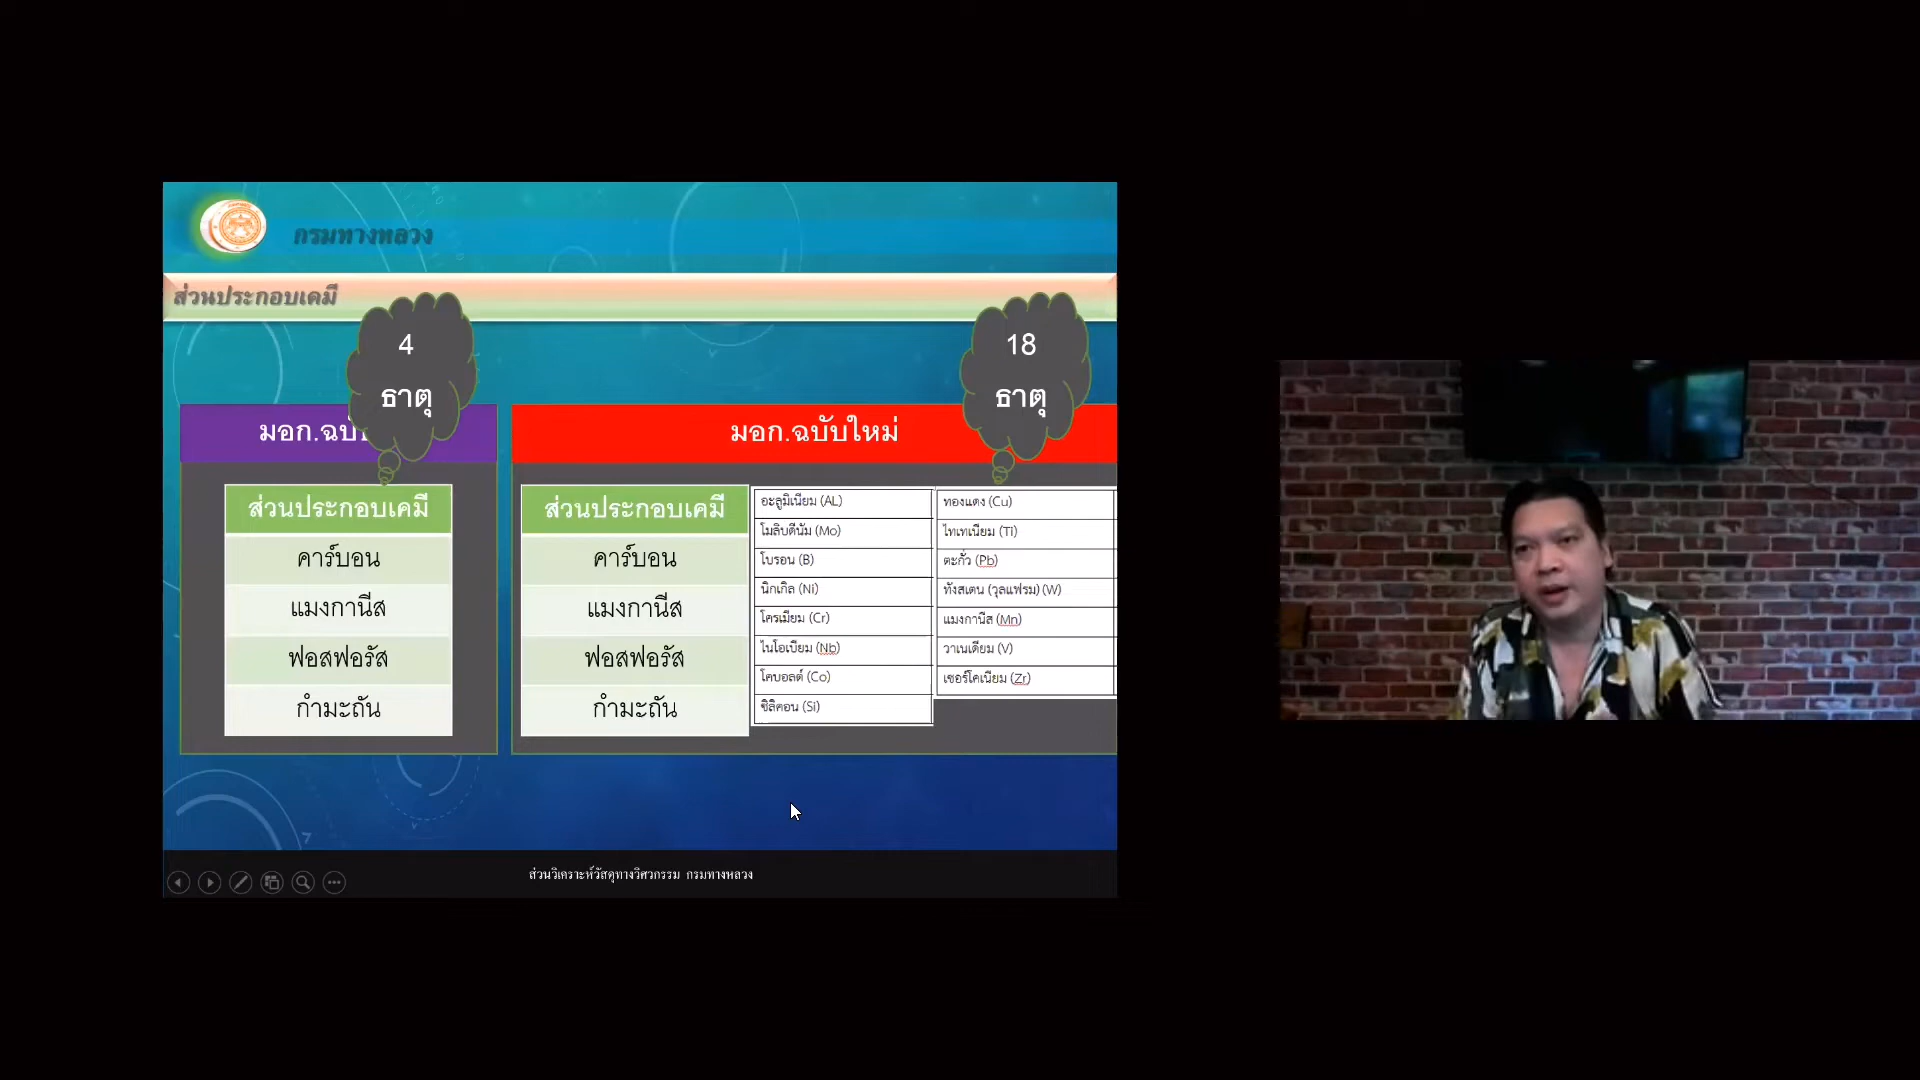 กรมทางหลวง
ส่วนประกอบเคมี
4
ธาตุ
18
ธาตุ
มอก.ฉบับใหม่
ส่วนประกอบเคมี
คาร์บอน
แมงกานีส
ฟอสฟอรัส
กำมะถัน
ส่วนประกอบเคมี
คาร์บอน
แมงกานีส
ฟอสฟอรัส
กำมะถัน
อะลูมิเนียม (AL)
โมลิบดีนัม (Mo)
โบรอน (B)
นิกเกิล (Ni)
โครเมียม (Cr)
ไนโอเบียม (Nb)
โคบอลต์ (Co)
ซิลิคอน (Si)
ทองแดง (Cu)
ไทเทเนียม (Ti)
ตะกั่ว (Pb)
ทังสเตน (วุลแฟรม) (W)
แมงกานีส (Mn)
วาเนเดียม (V)
เซอร์โคเนียม (Zr)
ส่วนวิเคราะห์วัสดุทางวิศวกรรม กรมทางหลวง